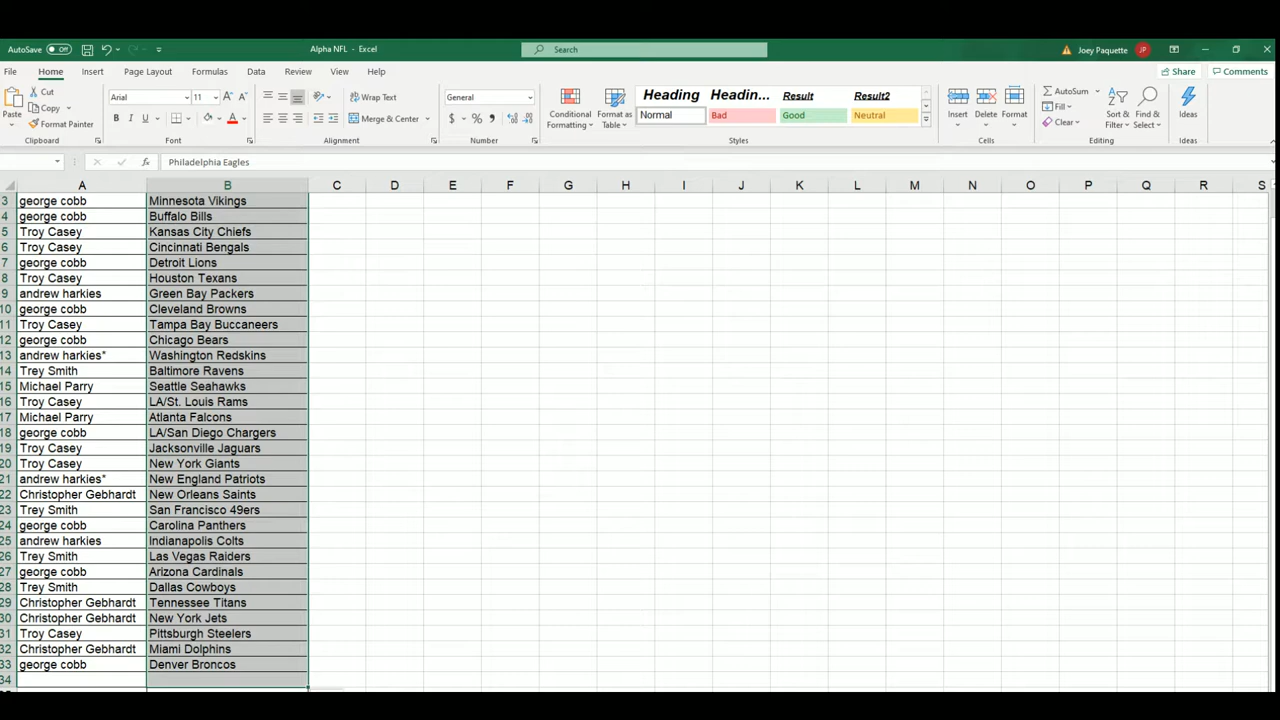 AutoSave Off Alpha NFL - Excel Search Joey Paquette JP
File Home Insert Page Layout Formulas Data Review View Help Share Comments
Cut Arial 11 Wrap Text General Heading Headin... Result Result2 AutoSum
Copy Fill
Paste Format Painter B I U Merge & Center $ % Conditional Formatting Format as Table Normal Bad Good Neutral Insert Delete Format Clear Sort & Filter Find & Select Ideas
Clipboard Font Alignment Number Styles Cells Editing Ideas
fx Philadelphia Eagles
A B C D E F G H I J K L M N O P Q R S
3 george cobb Minnesota Vikings
4 george cobb Buffalo Bills
5 Troy Casey Kansas City Chiefs
6 Troy Casey Cincinnati Bengals
7 george cobb Detroit Lions
8 Troy Casey Houston Texans
9 andrew harkies Green Bay Packers
10 george cobb Cleveland Browns
11 Troy Casey Tampa Bay Buccaneers
12 george cobb Chicago Bears
13 andrew harkies* Washington Redskins
14 Trey Smith Baltimore Ravens
15 Michael Parry Seattle Seahawks
16 Troy Casey LA/St. Louis Rams
17 Michael Parry Atlanta Falcons
18 george cobb LA/San Diego Chargers
19 Troy Casey Jacksonville Jaguars
20 Troy Casey New York Giants
21 andrew harkies* New England Patriots
22 Christopher Gebhardt New Orleans Saints
23 Trey Smith San Francisco 49ers
24 george cobb Carolina Panthers
25 andrew harkies Indianapolis Colts
26 Trey Smith Las Vegas Raiders
27 george cobb Arizona Cardinals
28 Trey Smith Dallas Cowboys
29 Christopher Gebhardt Tennessee Titans
30 Christopher Gebhardt New York Jets
31 Troy Casey Pittsburgh Steelers
32 Christopher Gebhardt Miami Dolphins
33 george cobb Denver Broncos
34